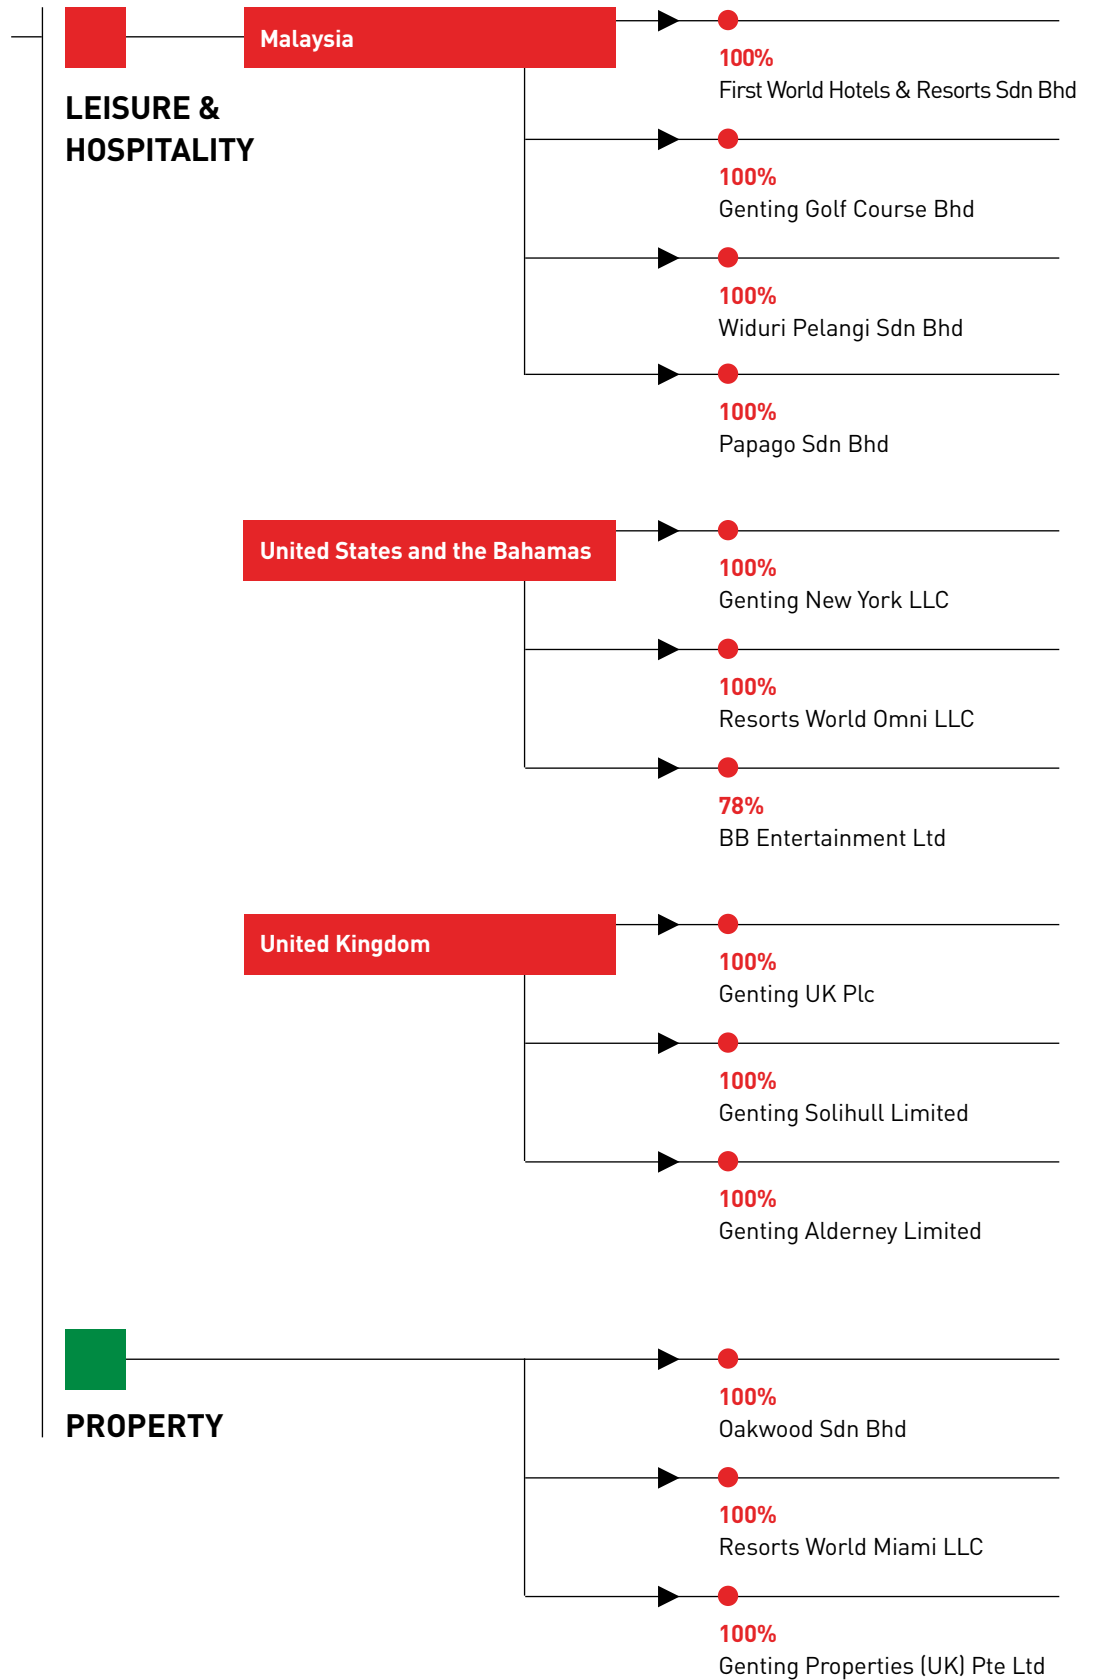 LEISURE &
HOSPITALITY
Malaysia
100%
First World Hotels & Resorts Sdn Bhd
100%
Genting Golf Course Bhd
100%
Widuri Pelangi Sdn Bhd
100%
Papago Sdn Bhd
United States and the Bahamas
100%
Genting New York LLC
100%
Resorts World Omni LLC
78%
BB Entertainment Ltd
United Kingdom
100%
Genting UK Plc
100%
Genting Solihull Limited
100%
Genting Alderney Limited
PROPERTY
100%
Oakwood Sdn Bhd
100%
Resorts World Miami LLC
100%
Genting Properties (UK) Pte Ltd